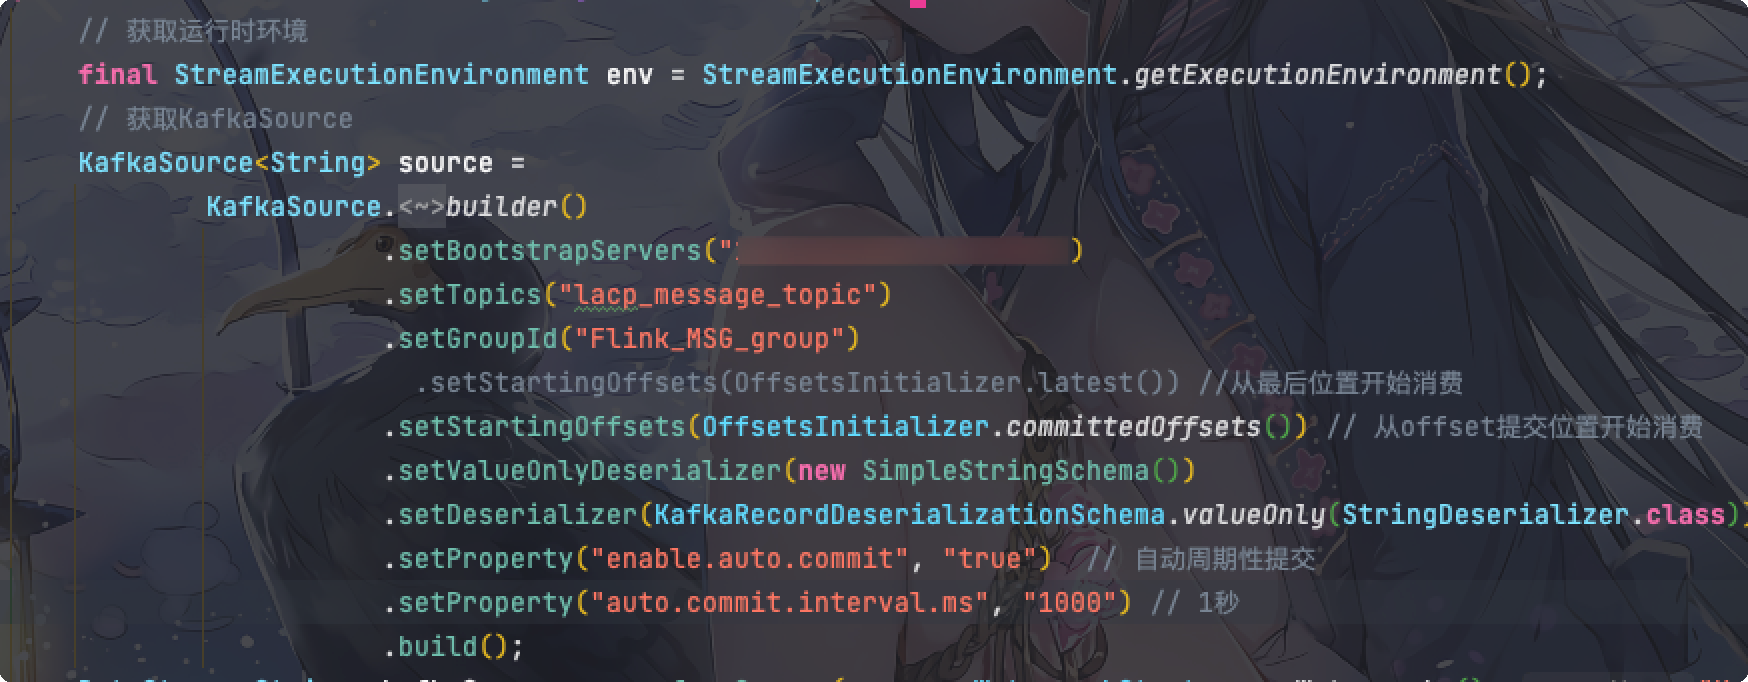 // 获取运行时环境
final StreamExecutionEnvironment env = StreamExecutionEnvironment.getExecutionEnvironment();
// 获取KafkaSource
KafkaSource<String> source =
KafkaSource.<~>builder()
.setBootstrapServers(" )
.setTopics("lacp_message_topic")
.setGroupId("Flink_MSG_group")
.setStartingOffsets(OffsetsInitializer.latest()) //从最后位置开始消费
.setStartingOffsets(OffsetsInitializer.committedOffsets()) // 从offset提交位置开始消费
.setValueOnlyDeserializer(new SimpleStringSchema())
.setDeserializer(KafkaRecordDeserializationSchema.valueOnly(StringDeserializer.class))
.setProperty("enable.auto.commit", "true") // 自动周期性提交
.setProperty("auto.commit.interval.ms", "1000") // 1秒
.build();